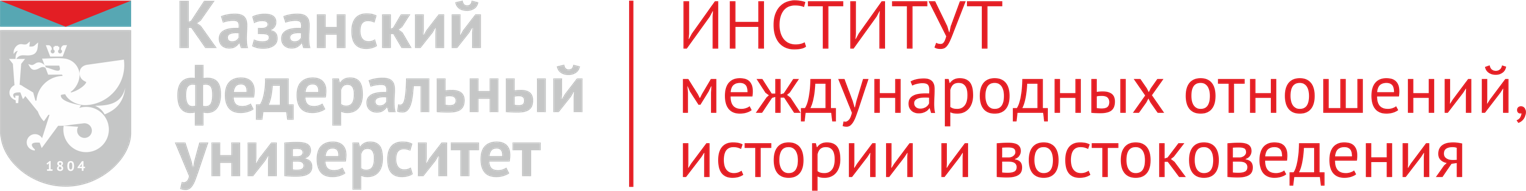 Казанский
федеральный
университет
1804
ИНСТИТУТ
международных отношений,
истории и востоковедения